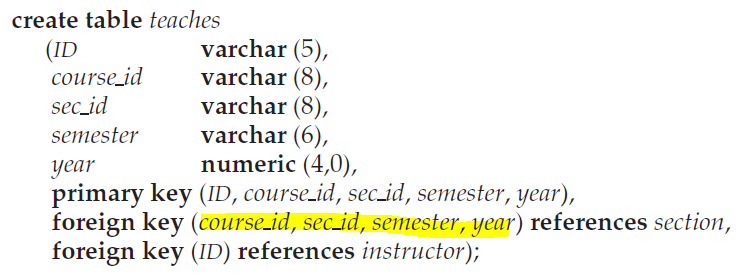 create table teaches
(ID varchar (5),
course_id varchar (8),
sec_id varchar (8),
semester varchar (6),
year numeric (4,0),
primary key (ID, course_id, sec_id, semester, year),
foreign key (course_id, sec_id, semester, year) references section,
foreign key (ID) references instructor);